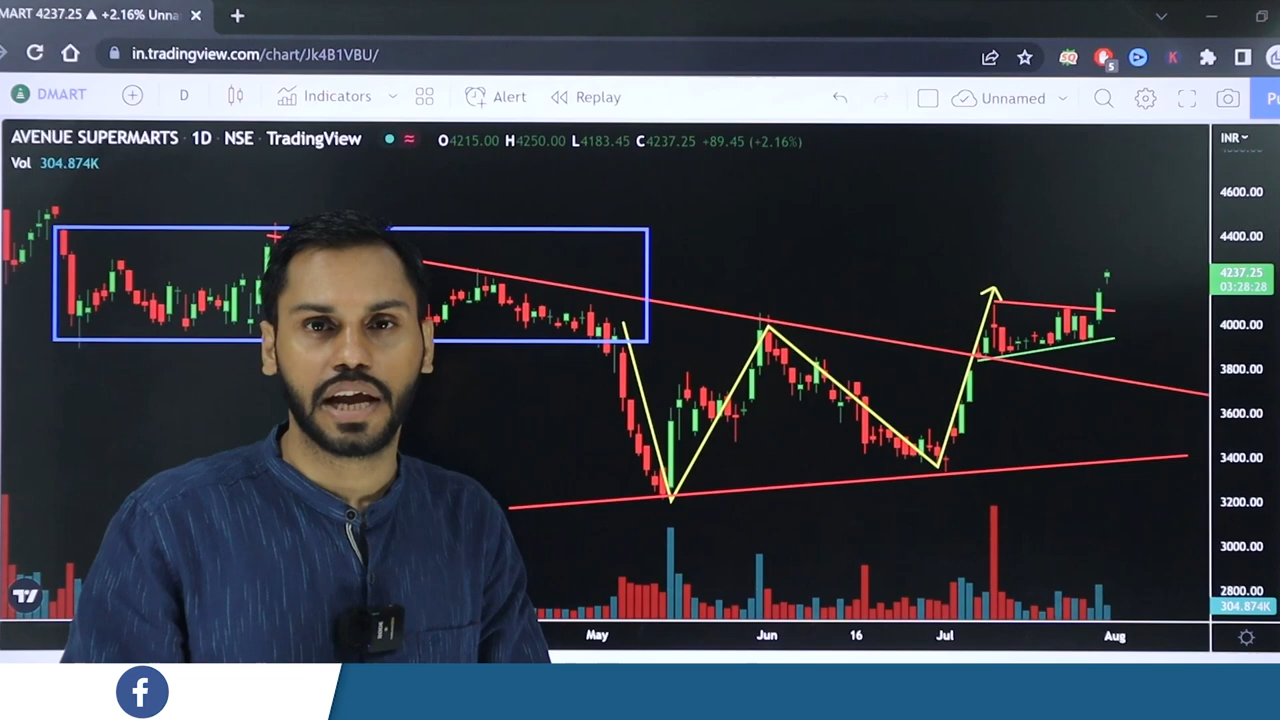 MART 4237.25 ▲ +2.16% Unna
in.tradingview.com/chart/Jk4B1VBU/
SQ 5 K
DMART D Indicators Alert Replay Unnamed
AVENUE SUPERMARTS · 1D · NSE · TradingView O4215.00 H4250.00 L4183.45 C4237.25 +89.45 (+2.16%) INR
Vol 304.874K
4600.00
4400.00
4237.25
03:28:28
4000.00
3800.00
3600.00
3400.00
3200.00
3000.00
2800.00
304.874K
May Jun 16 Jul Aug
f